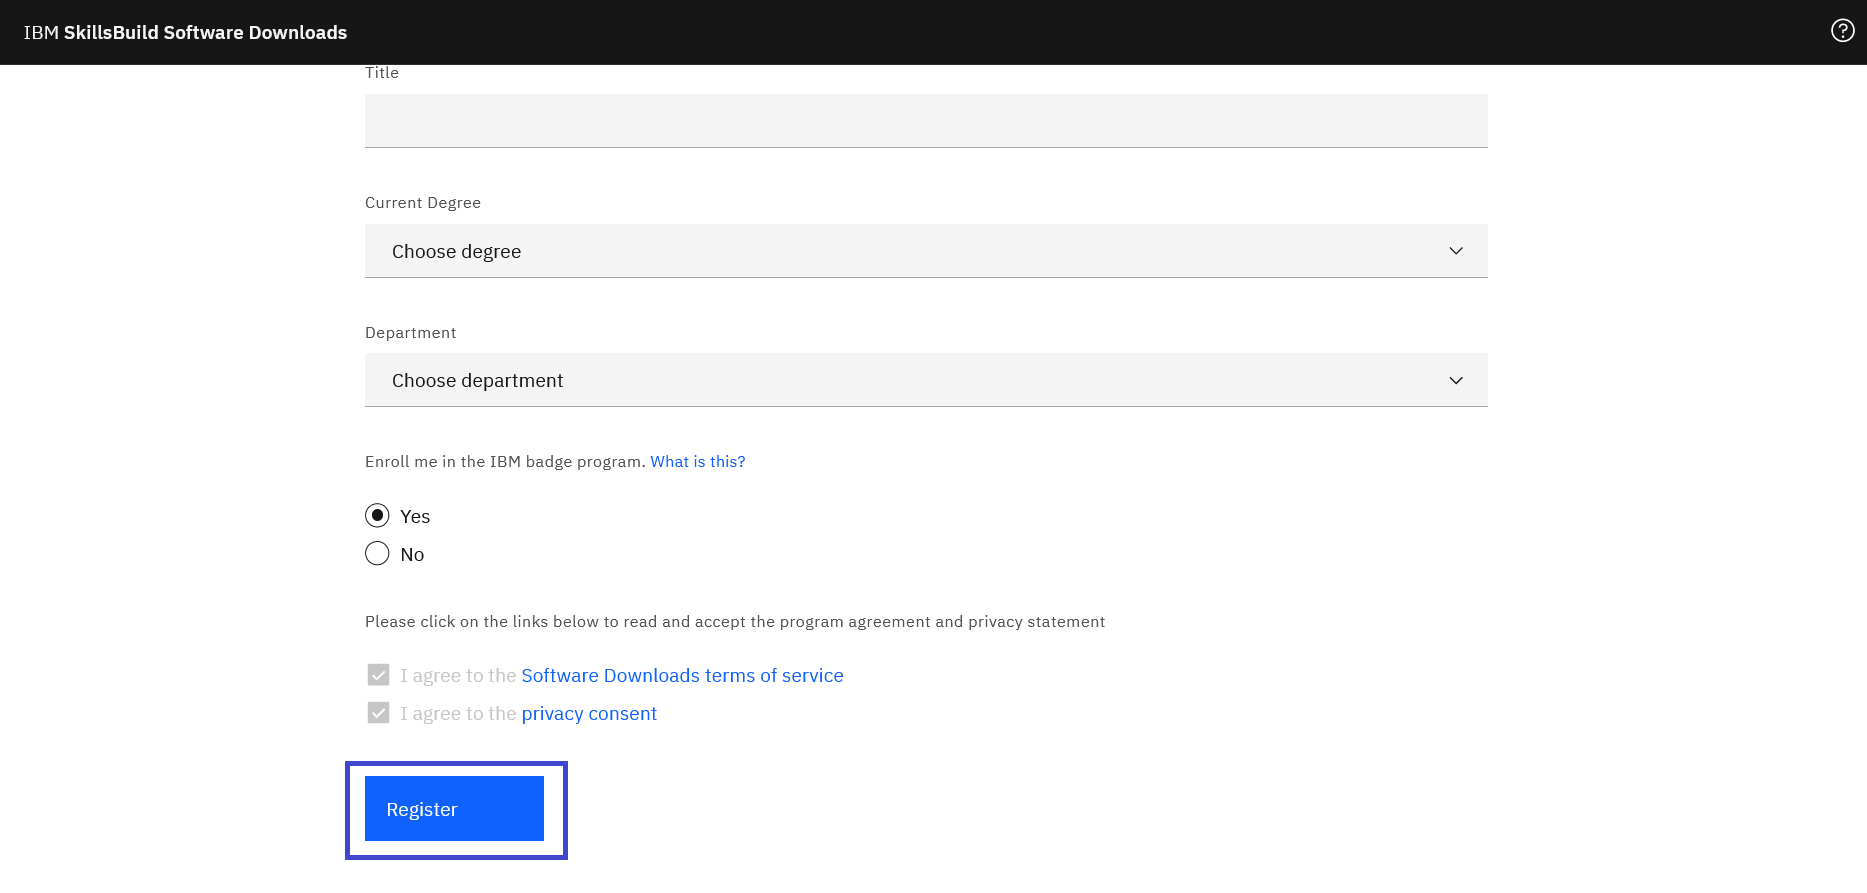 IBM SkillsBuild Software Downloads
Title
Current Degree
Choose degree
Department
Choose department
Enroll me in the IBM badge program. What is this?
Yes
No
Please click on the links below to read and accept the program agreement and privacy statement
I agree to the Software Downloads terms of service
I agree to the privacy consent
Register